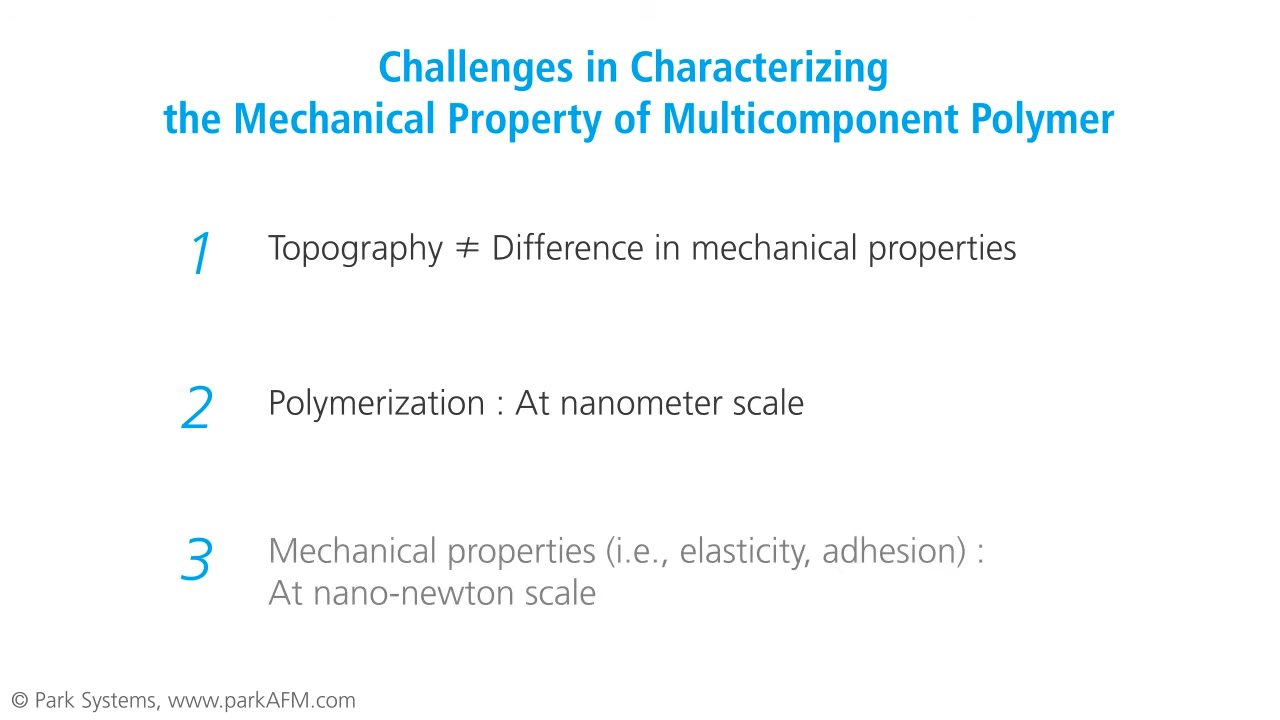 Challenges in Characterizing
the Mechanical Property of Multicomponent Polymer
1 Topography ≠ Difference in mechanical properties
2 Polymerization : At nanometer scale
3 Mechanical properties (i.e., elasticity, adhesion) :
At nano-newton scale
© Park Systems, www.parkAFM.com